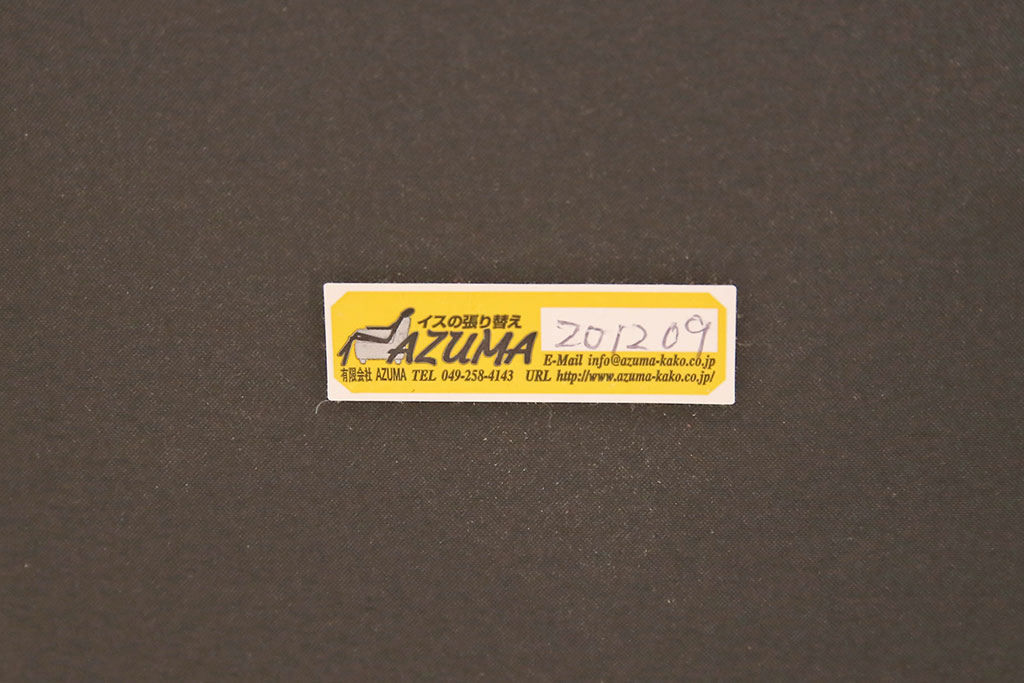 イスの張り替え
AZUMA
201209
E-Mail info@azuma-kako.co.jp
有限会社 AZUMA TEL 049-258-4143 URL http://www.azuma-kako.co.jp/